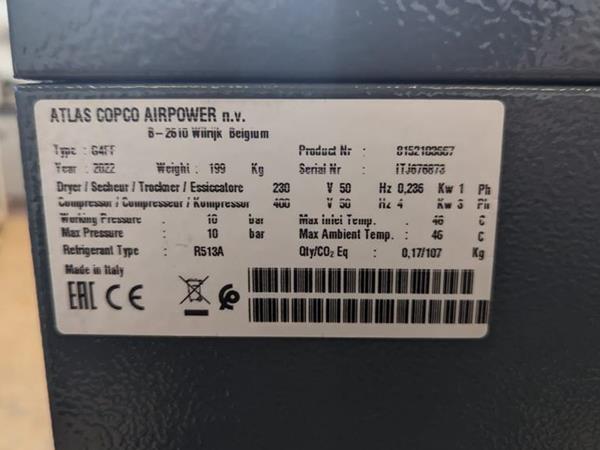 ATLAS COPCO AIRPOWER n.v.
B-2610 Wilrijk Belgium
Type : G4FF Product Nr :
Year : 2022 Weight : 199 Kg Serial Nr :
Dryer / Secheur / Trockner / Essiccatore 230 V 50 Hz 0,236 Kw 1 Ph
Compressor / Compresseur / Kompressor 400 V 50 Hz 4 Kw 3 Ph
Working Pressure : 10 bar Max Inlet Temp. : 46 C
Max Pressure : 10 bar Max Ambient Temp. : 46 C
Refrigerant Type : R513A Qty/CO₂ Eq : 0,17/107 Kg
Made in Italy
EAC CE